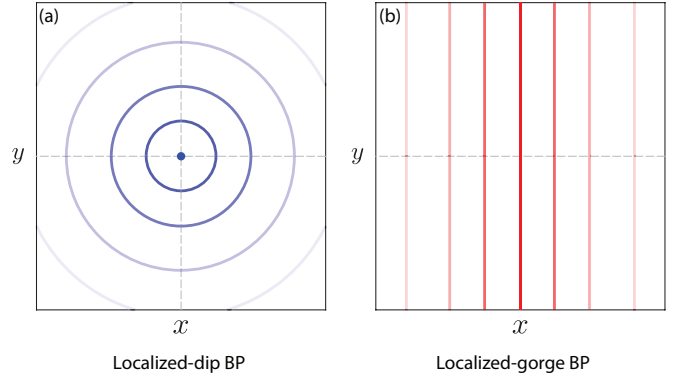 (a)
(b)
y
y
x
x
Localized-dip BP
Localized-gorge BP